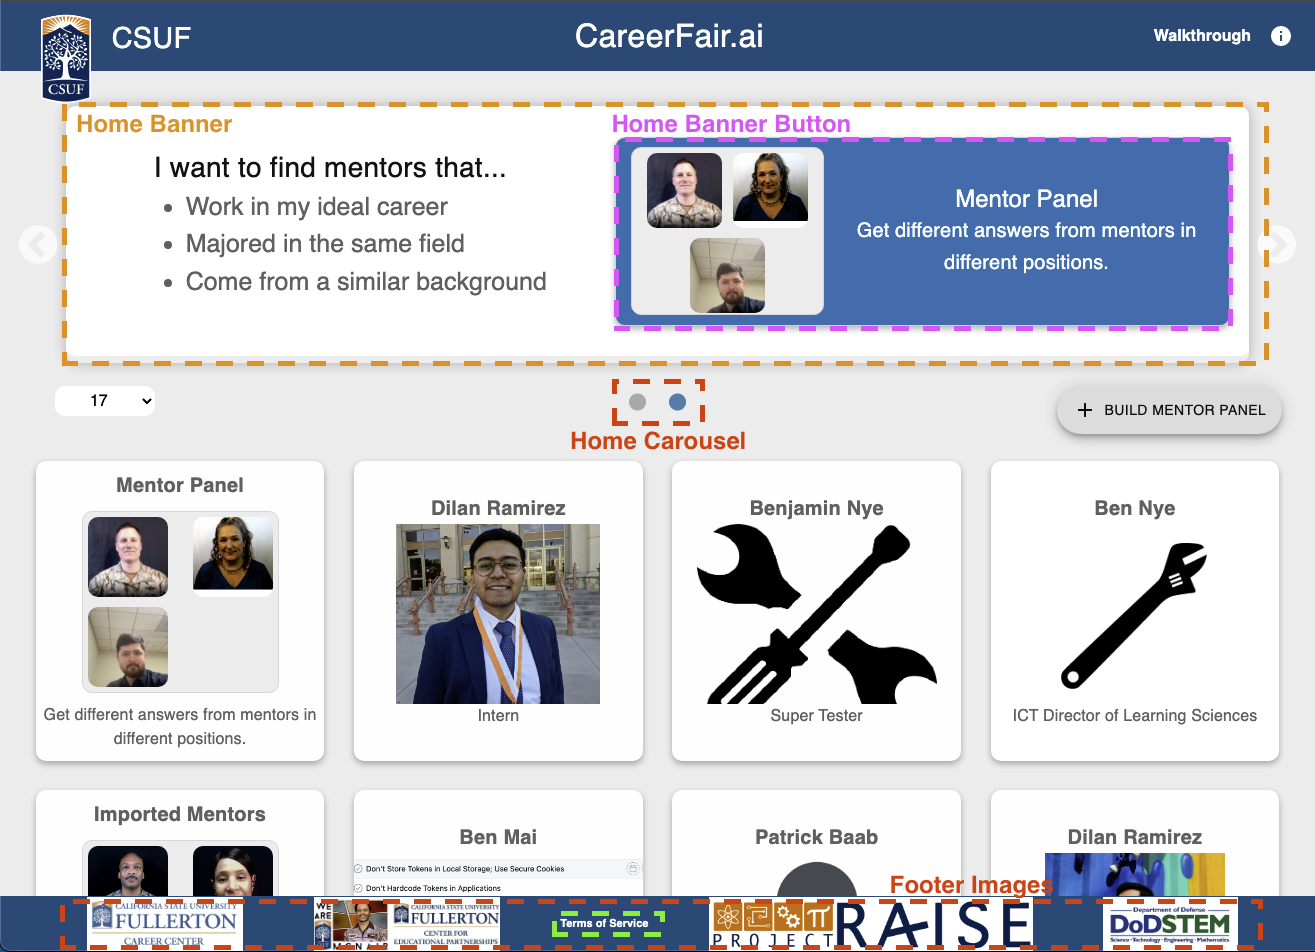 CSUF
CSUF
CareerFair.ai
Walkthrough
i
Home Banner
I want to find mentors that...
Work in my ideal career
Majored in the same field
Come from a similar background
Home Banner Button
Mentor Panel
Get different answers from mentors in
different positions.
17
Home Carousel
+ BUILD MENTOR PANEL
Mentor Panel
Get different answers from mentors in
different positions.
Dilan Ramirez
Intern
Benjamin Nye
Super Tester
Ben Nye
ICT Director of Learning Sciences
Imported Mentors
Ben Mai
Don't Store Tokens in Local Storage; Use Secure Cookies
Don't Hardcode Tokens in Applications
Patrick Baab
Dilan Ramirez
Footer Images
CALIFORNIA STATE UNIVERSITY
FULLERTON
CAREER CENTER
WE
ARE
CALIFORNIA STATE UNIVERSITY
FULLERTON
CENTER FOR
EDUCATIONAL PARTNERSHIPS
Terms of Service
PROJECT
RAISE
Department of Defense
DoDSTEM
Science • Technology • Engineering • Mathematics